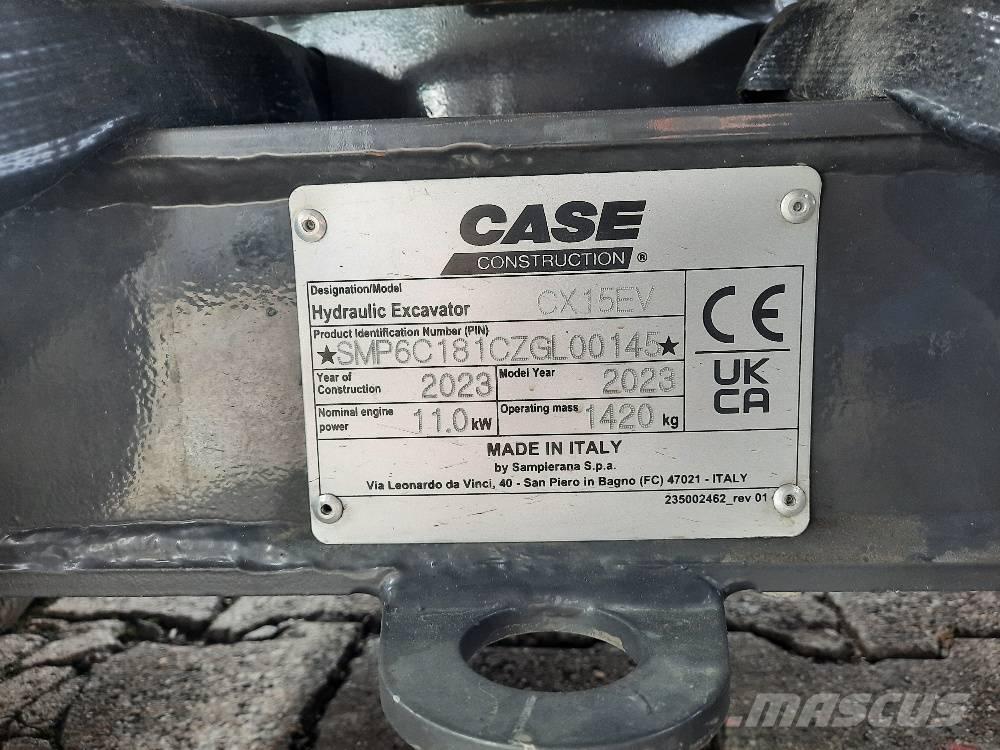 CASE
CONSTRUCTION ®
Designation/Model
Hydraulic Excavator CX15EV
Product Identification Number (PIN)
★SMP6C181CZGL00145★
Year of Construction 2023 Model Year 2023
Nominal engine power 11.0 kW Operating mass 1420 kg
CE
UK
CA
MADE IN ITALY
by Sampierana S.p.a.
Via Leonardo da Vinci, 40 - San Piero in Bagno (FC) 47021 - ITALY
235002462_rev 01
MASCUS